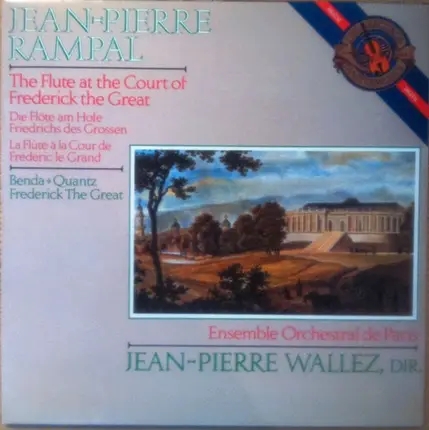 JEAN-PIERRE
RAMPAL
The Flute at the Court of
Frederick the Great
Die Flöte am Hofe
Friedrichs des Grossen
La Flûte à la Cour de
Frédéric le Grand
Benda • Quantz
Frederick The Great
Ensemble Orchestral de Paris
JEAN-PIERRE WALLEZ, DIR.